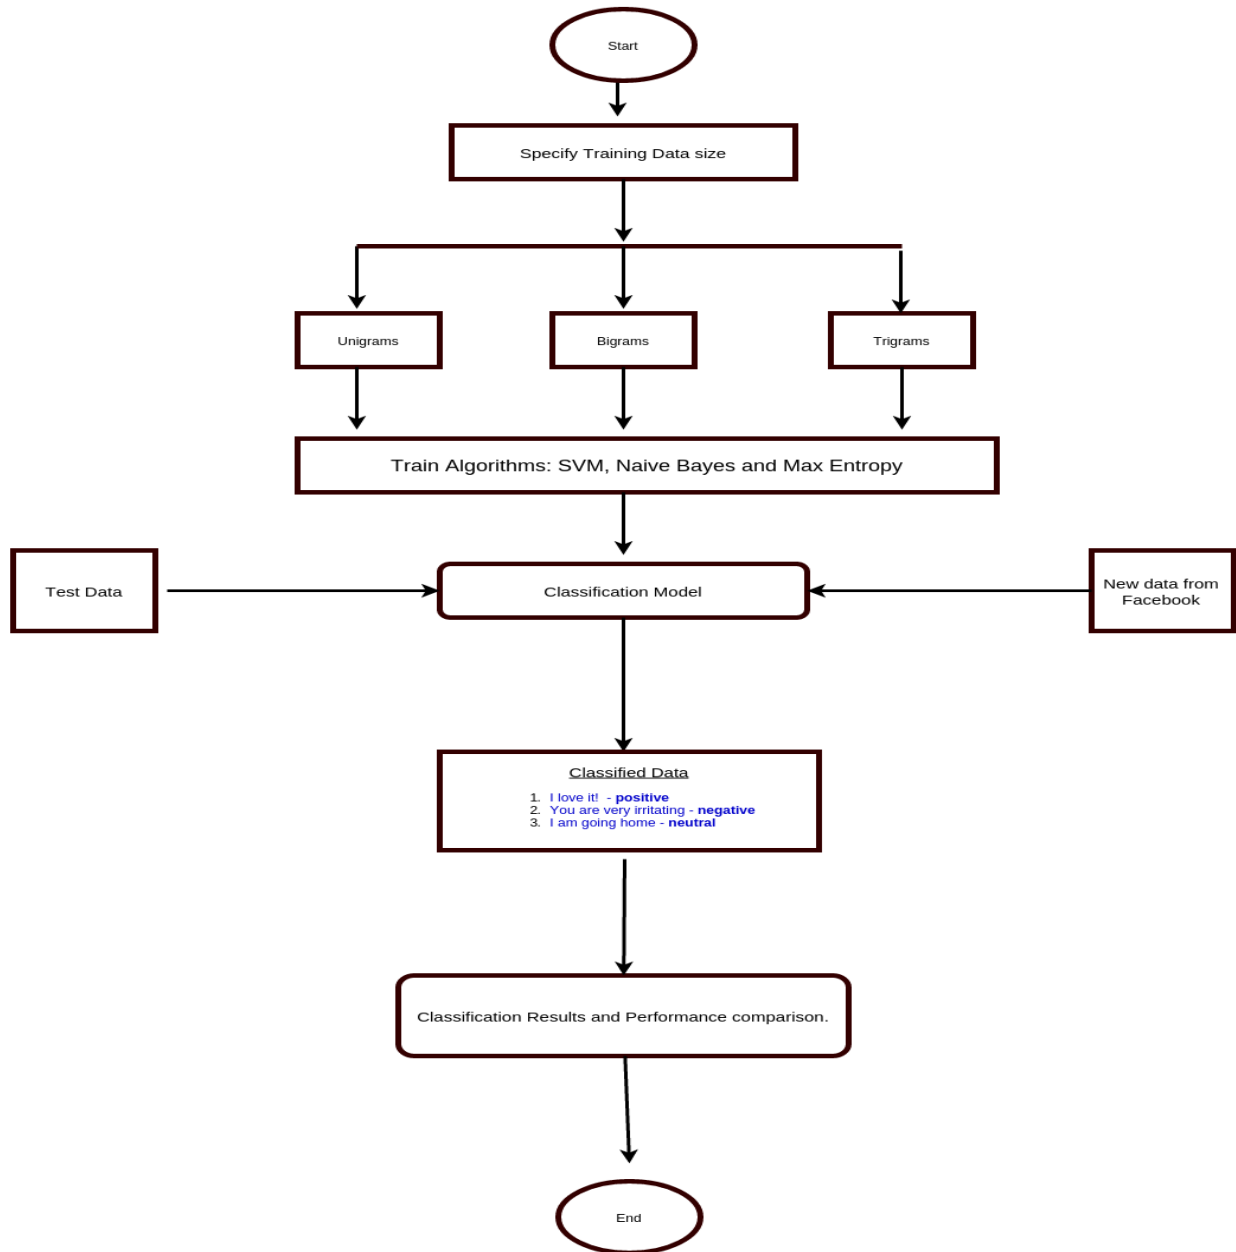 Start
Specify Training Data size
Unigrams
Bigrams
Trigrams
Train Algorithms: SVM, Naive Bayes and Max Entropy
Test Data
Classification Model
New data from
Facebook
Classified Data
1. I love it!  - positive
2. You are very irritating - negative
3. I am going home - neutral
Classification Results and Performance comparison.
End